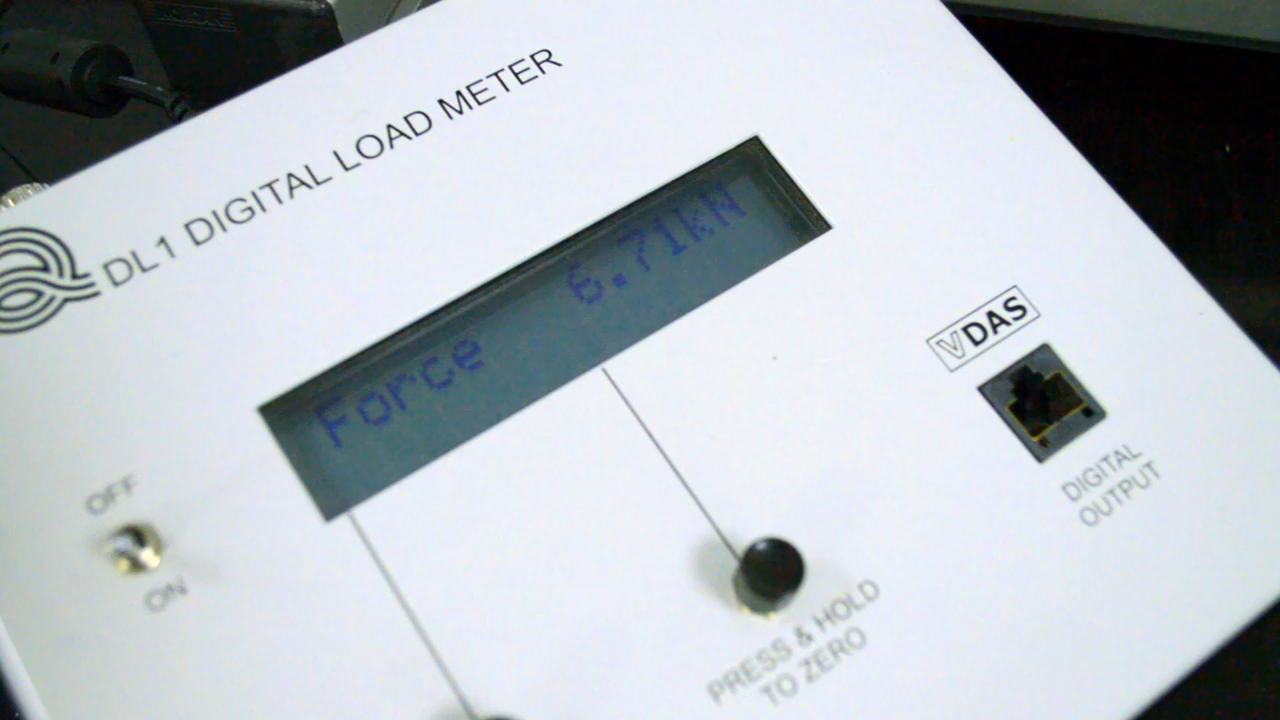 DL1 DIGITAL LOAD METER
Force 6.71kN
VDAS
DIGITAL
OUTPUT
OFF
ON
PRESS & HOLD
TO ZERO